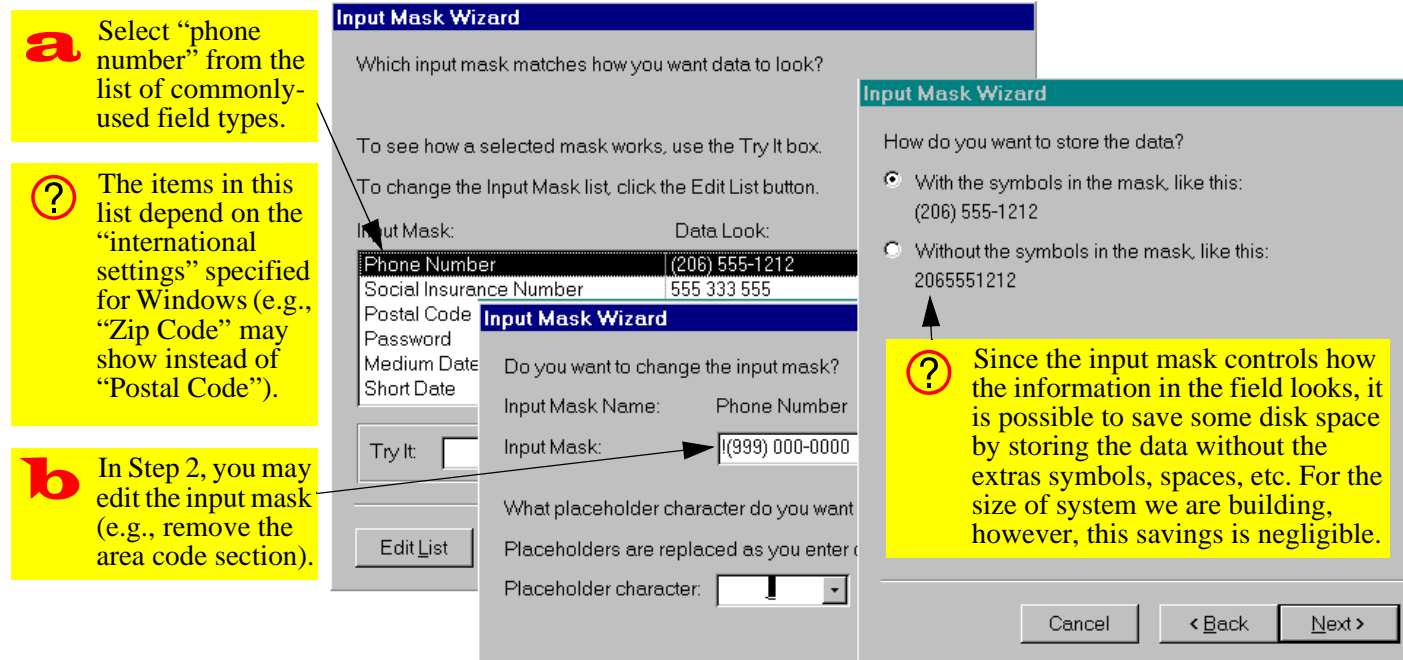 a
Select “phone
number” from the
list of commonly-
used field types.
?
The items in this
list depend on the
“international
settings” specified
for Windows (e.g.,
“Zip Code” may
show instead of
“Postal Code”).
b
In Step 2, you may
edit the input mask
(e.g., remove the
area code section).
Input Mask Wizard
Which input mask matches how you want data to look?
To see how a selected mask works, use the Try It box.
To change the Input Mask list, click the Edit List button.
Input Mask: Data Look:
Phone Number (206) 555-1212
Social Insurance Number 555 333 555
Postal Code
Password
Medium Date
Short Date
Try It:
Edit List
Input Mask Wizard
Do you want to change the input mask?
Input Mask Name: Phone Number
Input Mask: !(999) 000-0000
What placeholder character do you want
Placeholders are replaced as you enter
Placeholder character: _
Input Mask Wizard
How do you want to store the data?
With the symbols in the mask, like this:
(206) 555-1212
Without the symbols in the mask, like this:
2065551212
?
Since the input mask controls how
the information in the field looks, it
is possible to save some disk space
by storing the data without the
extras symbols, spaces, etc. For the
size of system we are building,
however, this savings is negligible.
Cancel
< Back
Next >